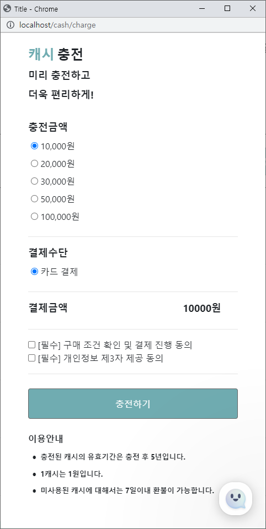 Title - Chrome
localhost/cash/charge
캐시 충전
미리 충전하고
더욱 편리하게!
충전금액
10,000원
20,000원
30,000원
50,000원
100,000원
결제수단
카드 결제
결제금액 10000원
[필수] 구매 조건 확인 및 결제 진행 동의
[필수] 개인정보 제3자 제공 동의
충전하기
이용안내
충전된 캐시의 유효기간은 충전 후 5년입니다.
1캐시는 1원입니다.
미사용된 캐시에 대해서는 7일이내 환불이 가능합니다.